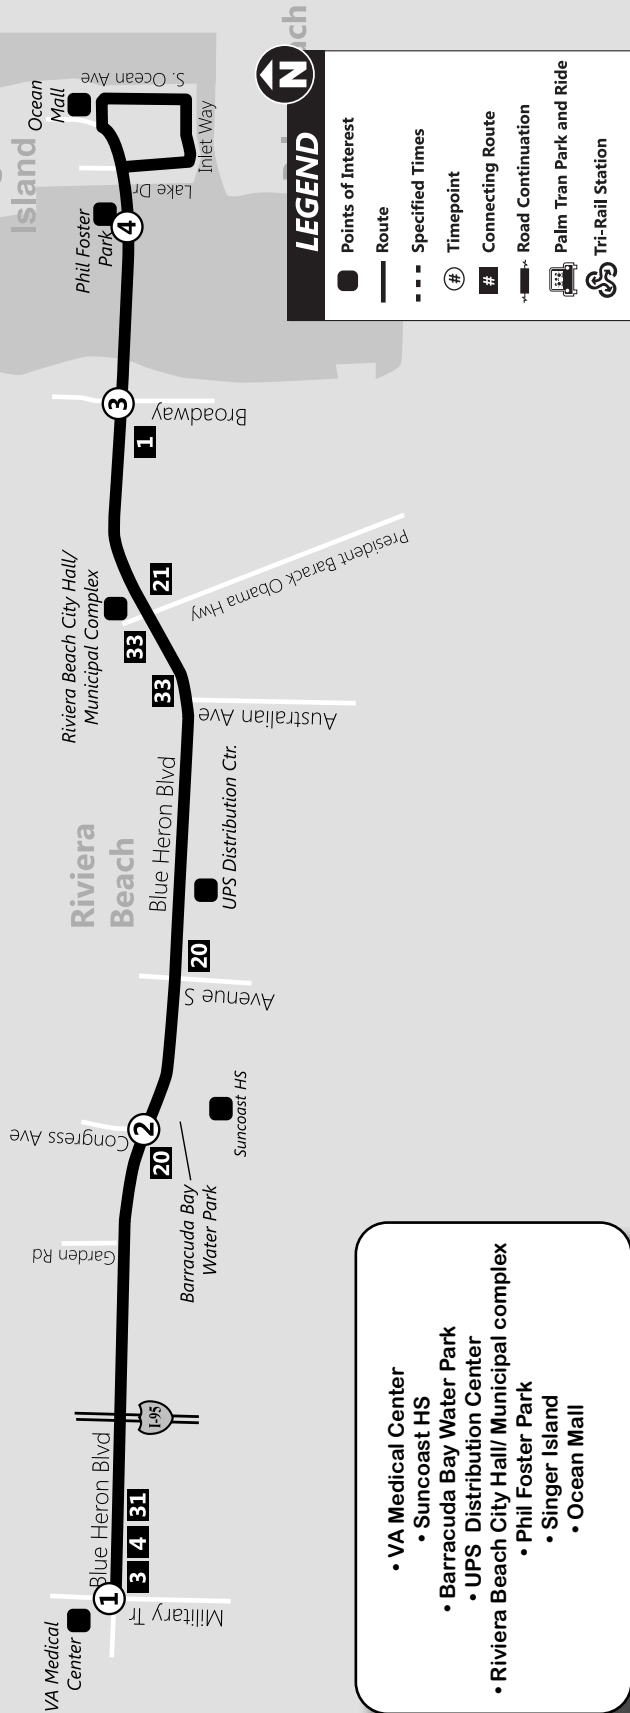 VA Medical
Center
Military Tr
1
3
4
31
Blue Heron Blvd
I-95
Garden Rd
Congress Ave
2
20
Barracuda Bay
Water Park
Suncoast HS
Avenue S
20
Riviera
Beach
Blue Heron Blvd
UPS Distribution Ctr.
Australian Ave
33
33
Riviera Beach City Hall/
Municipal Complex
21
President Barack Obama Hwy
1
Broadway
3
Phil Foster
Park
4
Island
Lake Dr
Inlet Way
Ocean
Mall
S. Ocean Ave
ach
N
LEGEND
Points of Interest
Route
Specified Times
# Timepoint
# Connecting Route
Road Continuation
Palm Tran Park and Ride
Tri-Rail Station
• VA Medical Center
• Suncoast HS
• Barracuda Bay Water Park
• UPS Distribution Center
• Riviera Beach City Hall/ Municipal complex
• Phil Foster Park
• Singer Island
• Ocean Mall